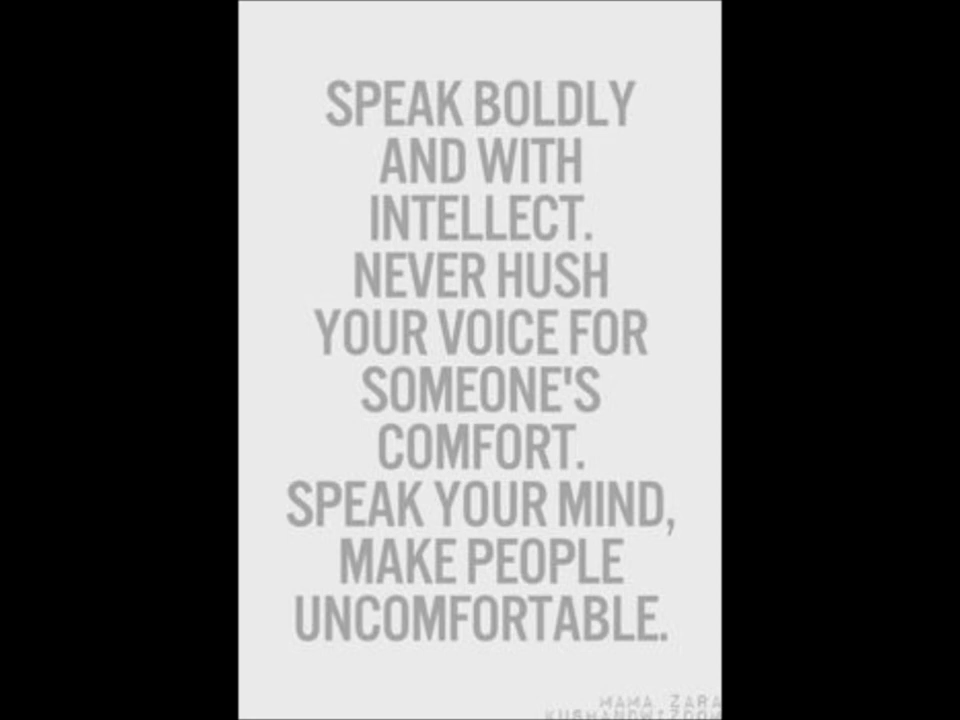 SPEAK BOLDLY
AND WITH
INTELLECT.
NEVER HUSH
YOUR VOICE FOR
SOMEONE'S
COMFORT.
SPEAK YOUR MIND,
MAKE PEOPLE
UNCOMFORTABLE.
MAMA ZARA
KUSHANDWIZDOM